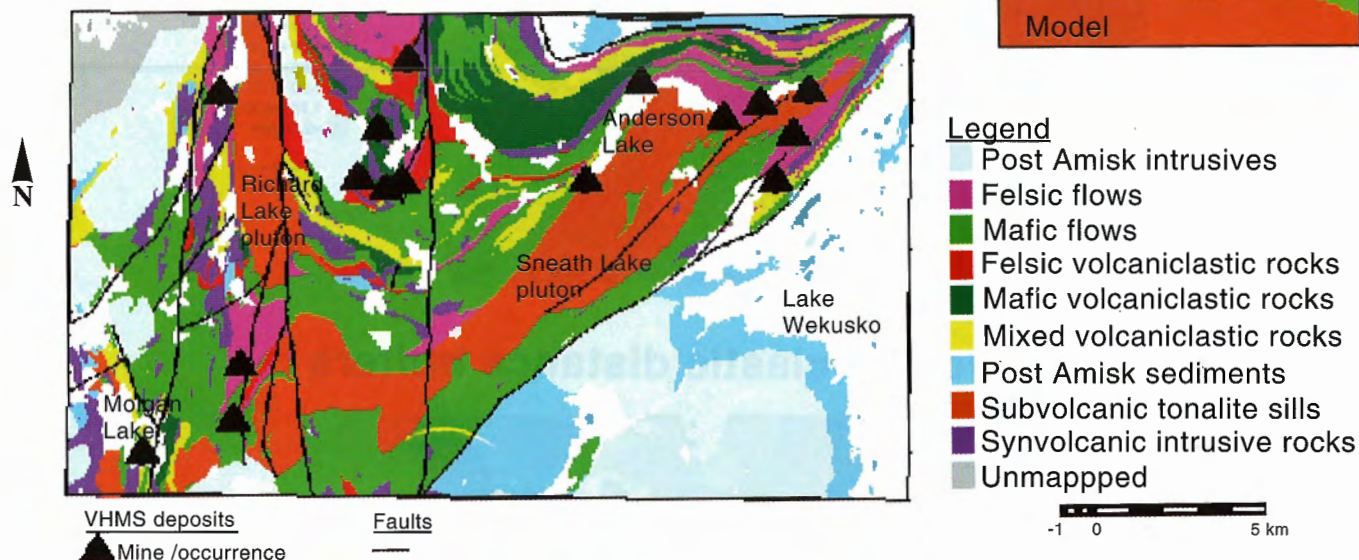 Model
Anderson
Lake
Richard
Lake
pluton
Sneath Lake
pluton
Lake
Wekusko
Morgan
Lake
N
VHMS deposits
Mine /occurrence
Faults
Legend
Post Amisk intrusives
Felsic flows
Mafic flows
Felsic volcaniclastic rocks
Mafic volcaniclastic rocks
Mixed volcaniclastic rocks
Post Amisk sediments
Subvolcanic tonalite sills
Synvolcanic intrusive rocks
Unmappped
-1 0 5 km